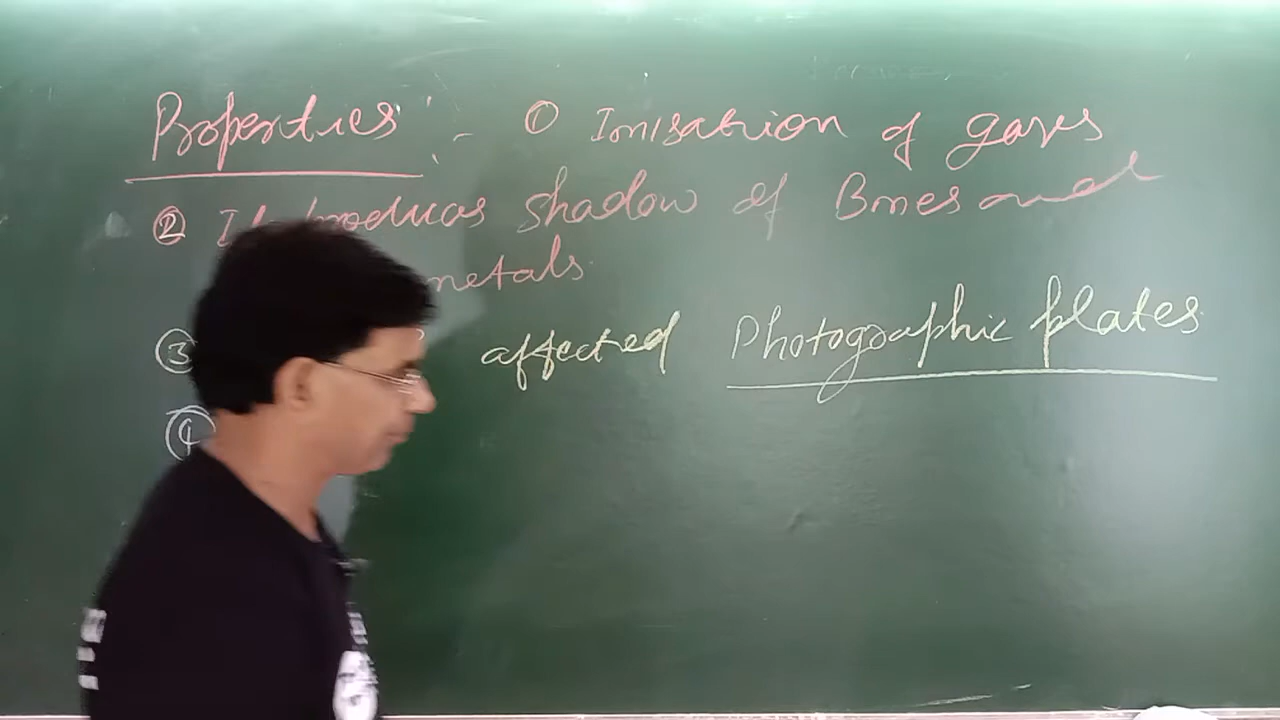 Properties :- ① Ionisation of gases
② It produces Shadow of Bones and
metals.
③ affected Photographic plates
④